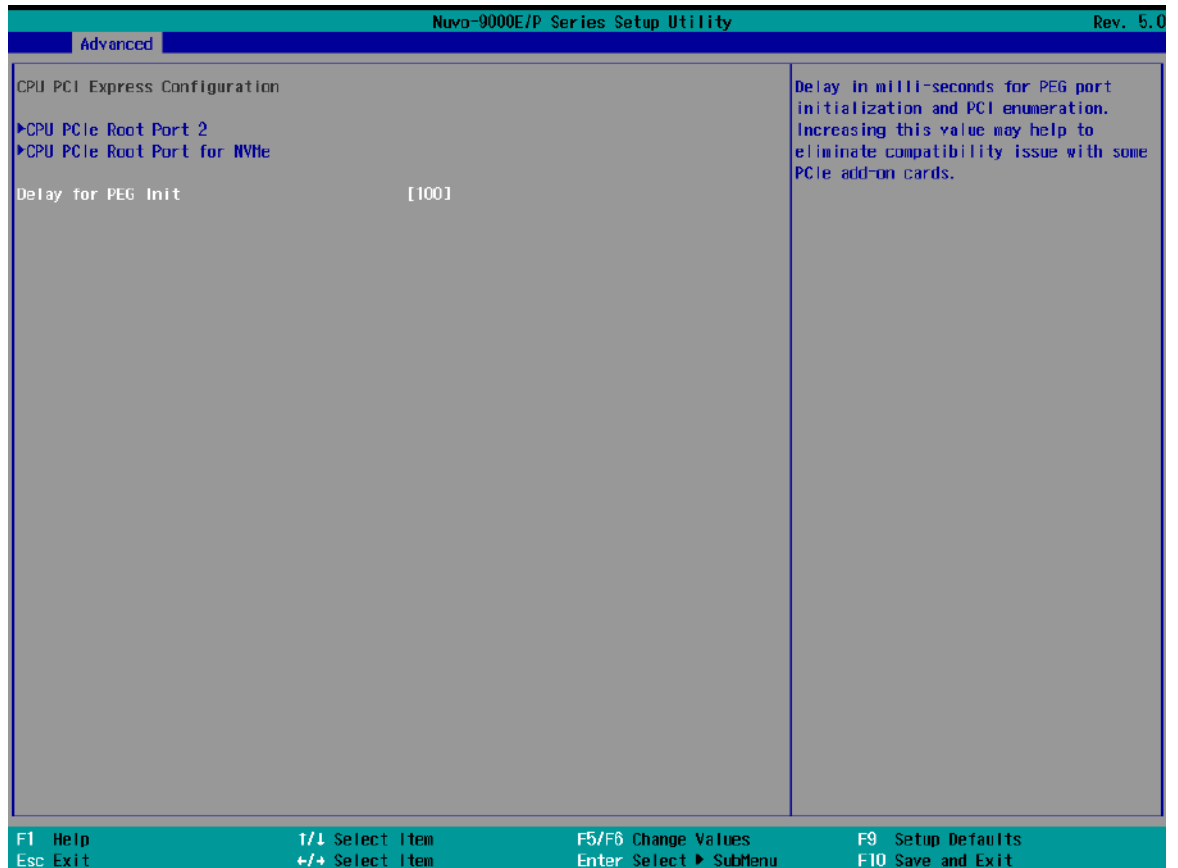 Nuvo-9000E/P Series Setup Utility Rev. 5.0
Advanced
CPU PCI Express Configuration
▶CPU PCIe Root Port 2
▶CPU PCIe Root Port for NVMe
Delay for PEG Init [100]
Delay in milli-seconds for PEG port
initialization and PCI enumeration.
Increasing this value may help to
eliminate compatibility issue with some
PCIe add-on cards.
F1 Help ↑/↓ Select Item F5/F6 Change Values F9 Setup Defaults
Esc Exit ←/→ Select Item Enter Select ▶ SubMenu F10 Save and Exit